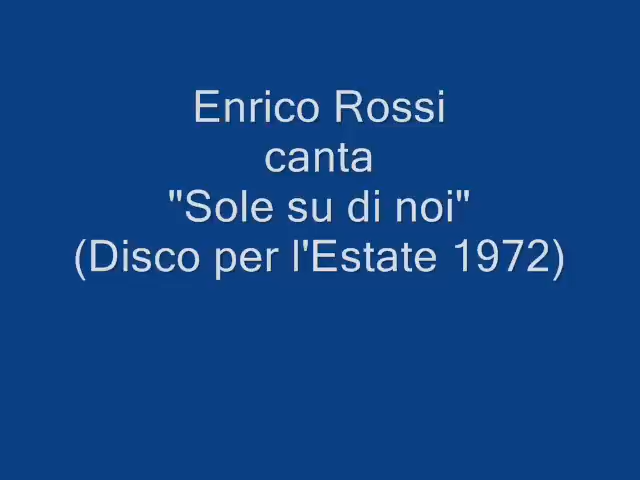 Enrico Rossi
canta
"Sole su di noi"
(Disco per l'Estate 1972)